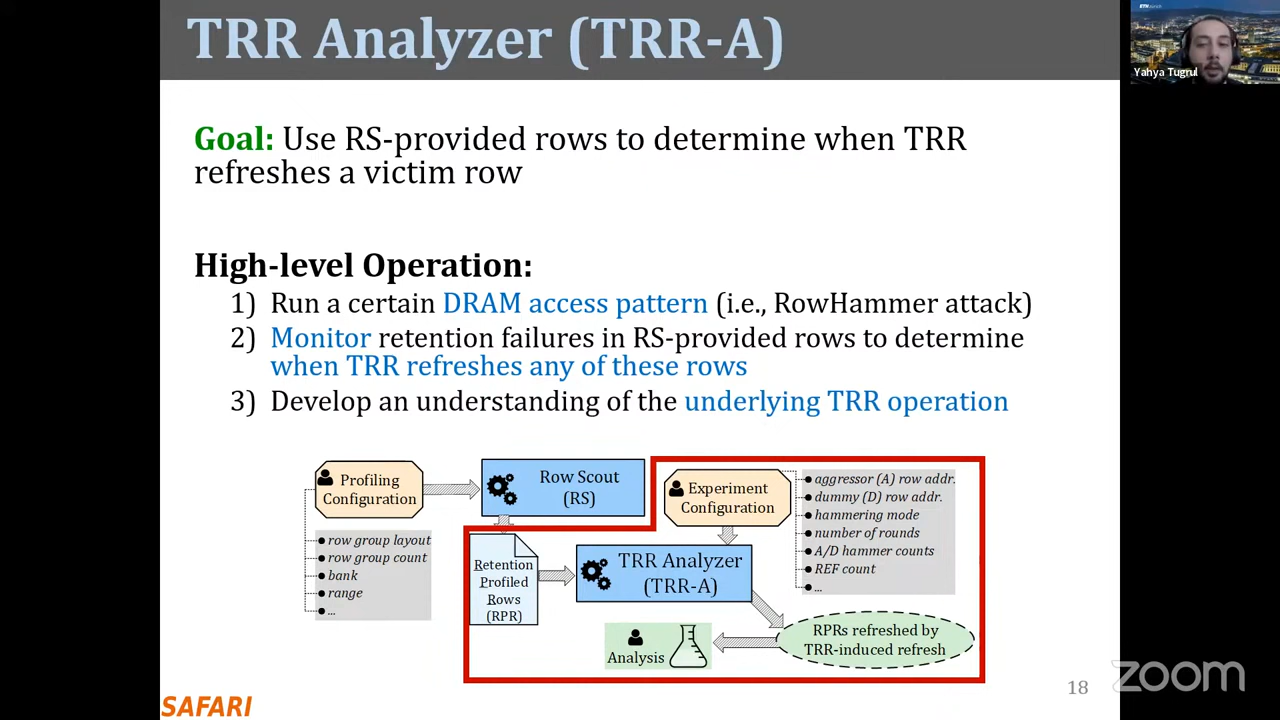 TRR Analyzer (TRR-A)
ETH zürich
Yahya Tugrul
Goal: Use RS-provided rows to determine when TRR
refreshes a victim row
High-level Operation:
1) Run a certain DRAM access pattern (i.e., RowHammer attack)
2) Monitor retention failures in RS-provided rows to determine
when TRR refreshes any of these rows
3) Develop an understanding of the underlying TRR operation
Profiling
Configuration
row group layout
row group count
bank
range
...
Row Scout
(RS)
Retention
Profiled
Rows
(RPR)
Experiment
Configuration
aggressor (A) row addr.
dummy (D) row addr.
hammering mode
number of rounds
A/D hammer counts
REF count
...
TRR Analyzer
(TRR-A)
RPRs refreshed by
TRR-induced refresh
Analysis
SAFARI
18
zoom